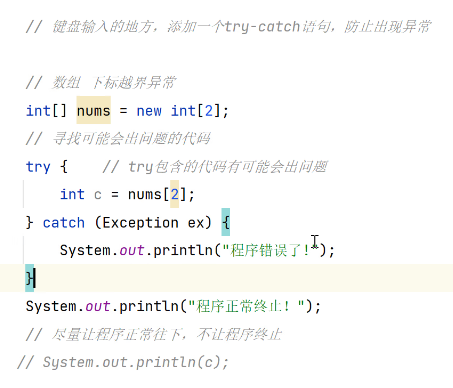 // 键盘输入的地方，添加一个try-catch语句，防止出现异常
// 数组 下标越界异常
int[] nums = new int[2];
// 寻找可能会出问题的代码
try {    // try包含的代码有可能会出问题
    int c = nums[2];
} catch (Exception ex) {
    System.out.println("程序错误了!");
}
System.out.println("程序正常终止! ");
// 尽量让程序正常往下，不让程序终止
// System.out.println(c);